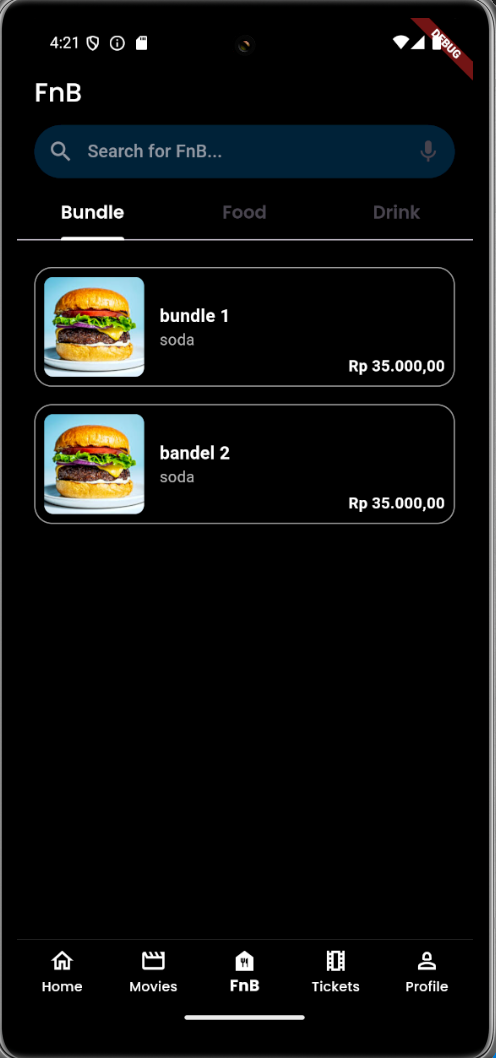 4:21
DEBUG
FnB
Search for FnB...
Bundle Food Drink
bundle 1
soda
Rp 35.000,00
bandel 2
soda
Rp 35.000,00
Home Movies FnB Tickets Profile